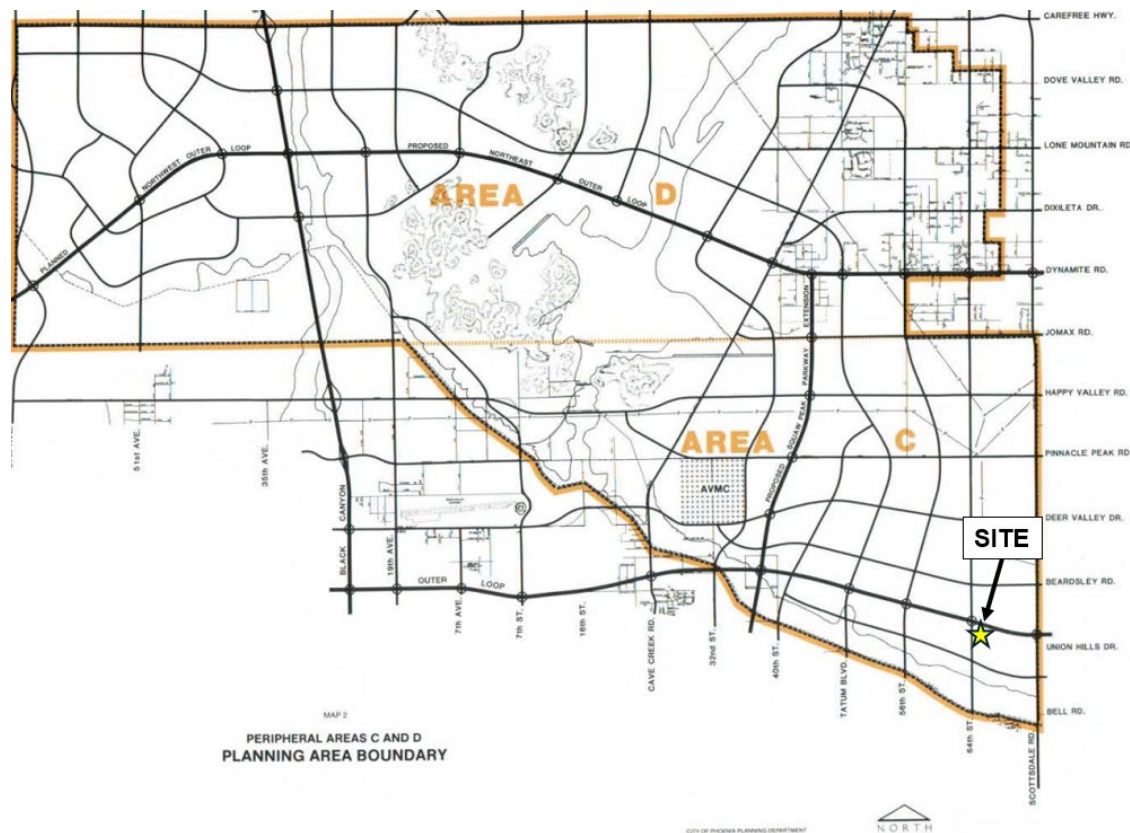 CAREFREE HWY.
DOVE VALLEY RD.
LONE MOUNTAIN RD
DIXILETA DR.
DYNAMITE RD.
JOMAX RD.
HAPPY VALLEY RD.
PINNACLE PEAK RD.
DEER VALLEY DR.
BEARDSLEY RD.
UNION HILLS DR.
BELL RD.
PLANNED NORTHWEST OUTER LOOP
PROPOSED NORTHEAST OUTER LOOP
AREA D
PROPOSED SQUAW PEAK PARKWAY EXTENSION
AREA C
AVMC
SITE
51st AVE.
35th AVE.
BLACK CANYON
19th AVE.
7th AVE.
7th ST.
16th ST.
CAVE CREEK RD.
32nd ST.
40th ST.
TATUM BLVD.
56th ST.
64th ST.
SCOTTSDALE RD.
OUTER LOOP
MAP 2
PERIPHERAL AREAS C AND D
PLANNING AREA BOUNDARY
NORTH
CITY OF PHOENIX PLANNING DEPARTMENT